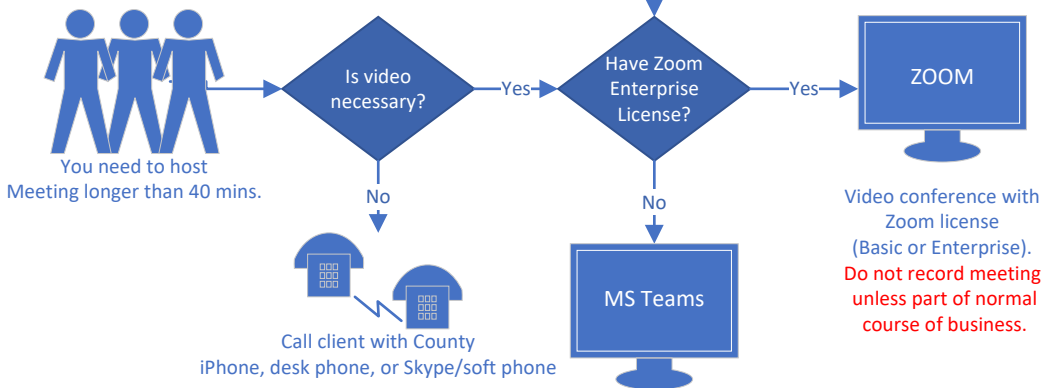 Is video
necessary?
Yes
Have Zoom
Enterprise
License?
Yes
ZOOM
You need to host
Meeting longer than 40 mins.
No
No
Call client with County
iPhone, desk phone, or Skype/soft phone
MS Teams
Video conference with
Zoom license
(Basic or Enterprise).
Do not record meeting
unless part of normal
course of business.